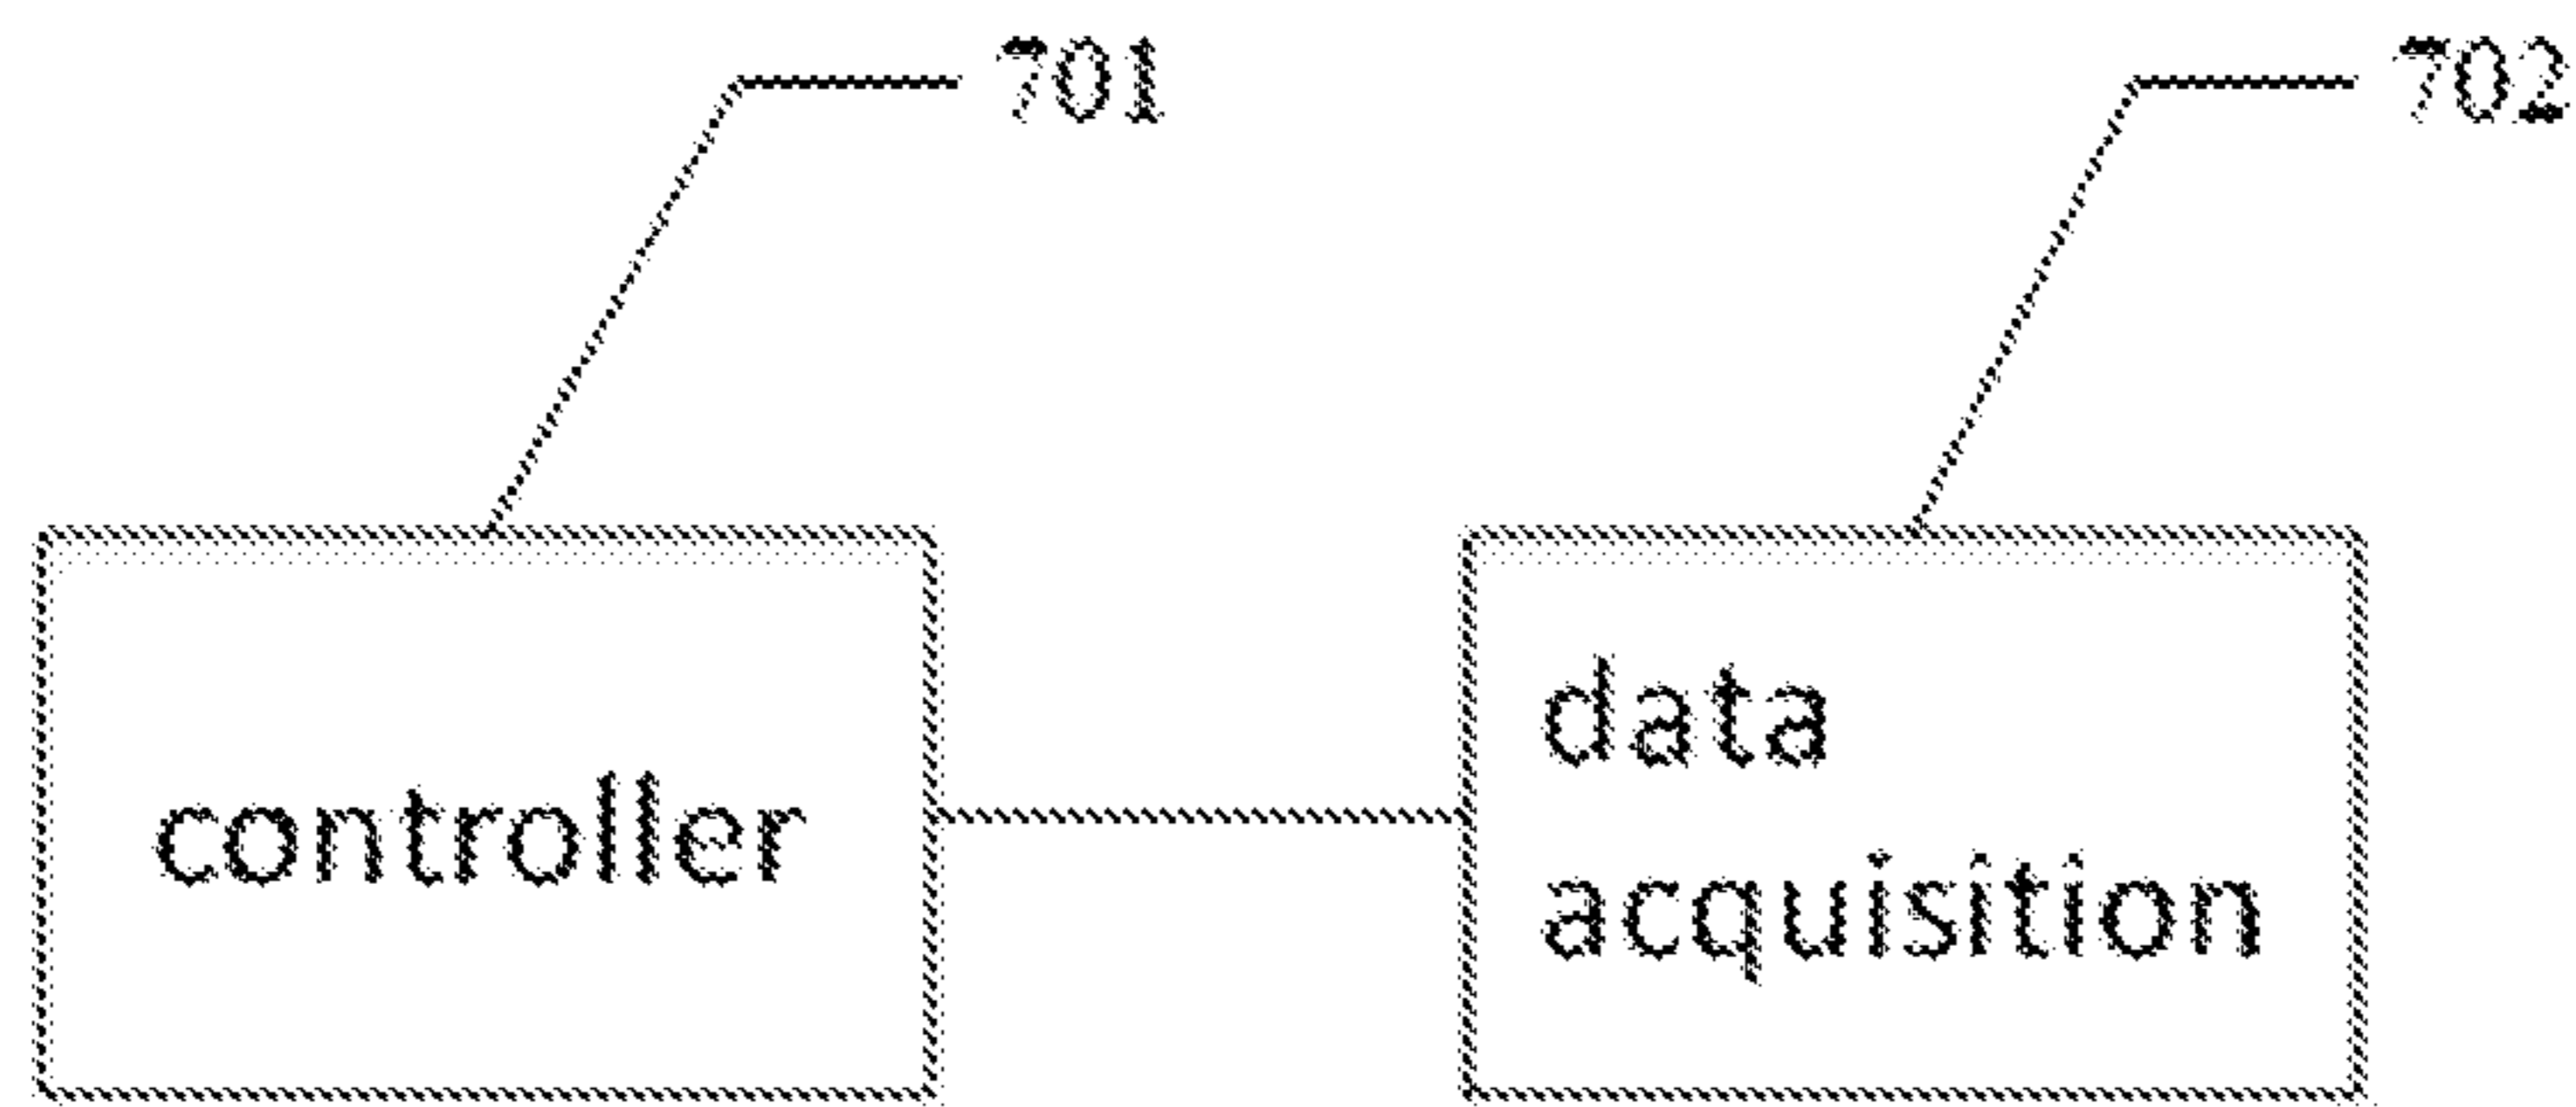 701
702
controller
data
acquisition